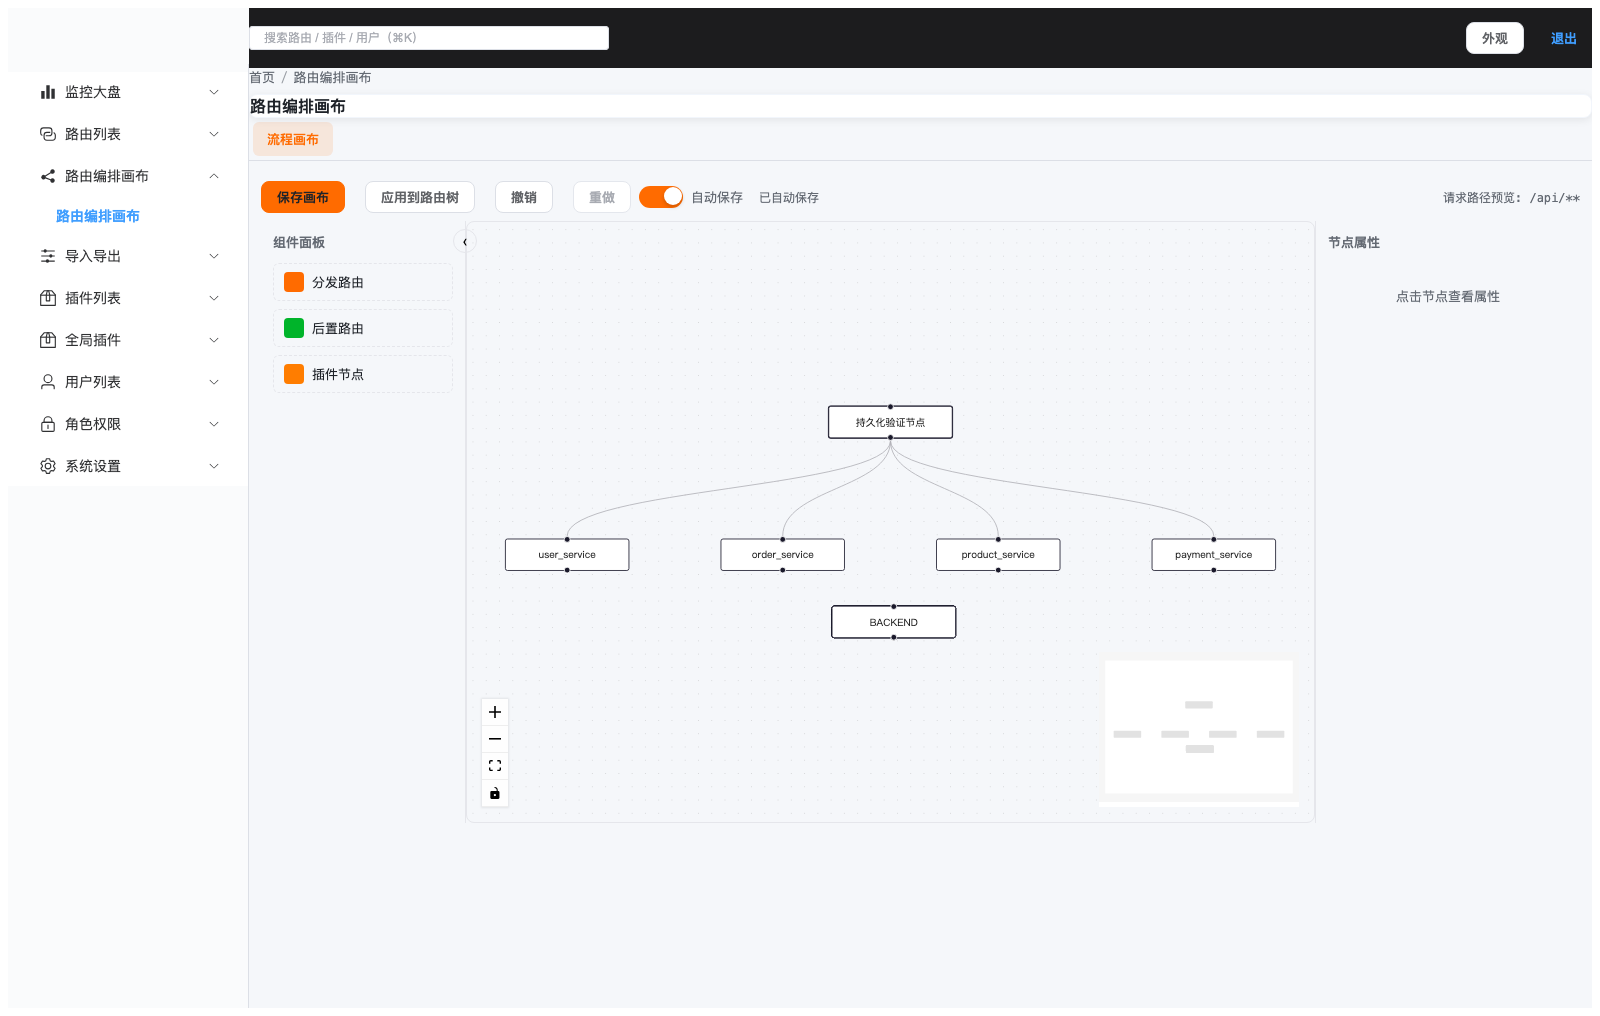 搜索路由 / 插件 / 用户（⌘K）
外观
退出
监控大盘
路由列表
路由编排画布
路由编排画布
导入导出
插件列表
全局插件
用户列表
角色权限
系统设置
首页 / 路由编排画布
路由编排画布
流程画布
保存画布
应用到路由树
撤销
重做
自动保存
已自动保存
请求路径预览: /api/**
组件面板
分发路由
后置路由
插件节点
持久化验证节点
user_service
order_service
product_service
payment_service
BACKEND
节点属性
点击节点查看属性